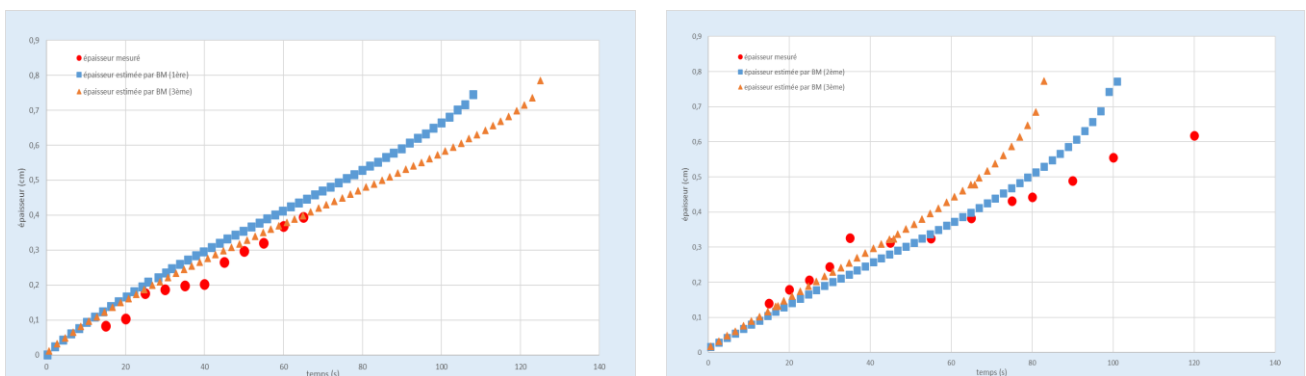 0,9
0,8
0,7
0,6
0,5
0,4
0,3
0,2
0,1
0
épaisseur (cm)
épaisseur mesuré
épaisseur estimée par BM (1ère)
épaisseur estimée par BM (3ème)
0 20 40 60 80 100 120 140
temps (s)
0,9
0,8
0,7
0,6
0,5
0,4
0,3
0,2
0,1
0
épaisseur (cm)
épaisseur mesuré
épaisseur estimée par BM (2ème)
epaisseur estimée par BM (3ème)
0 20 40 60 80 100 120 140
temps (s)